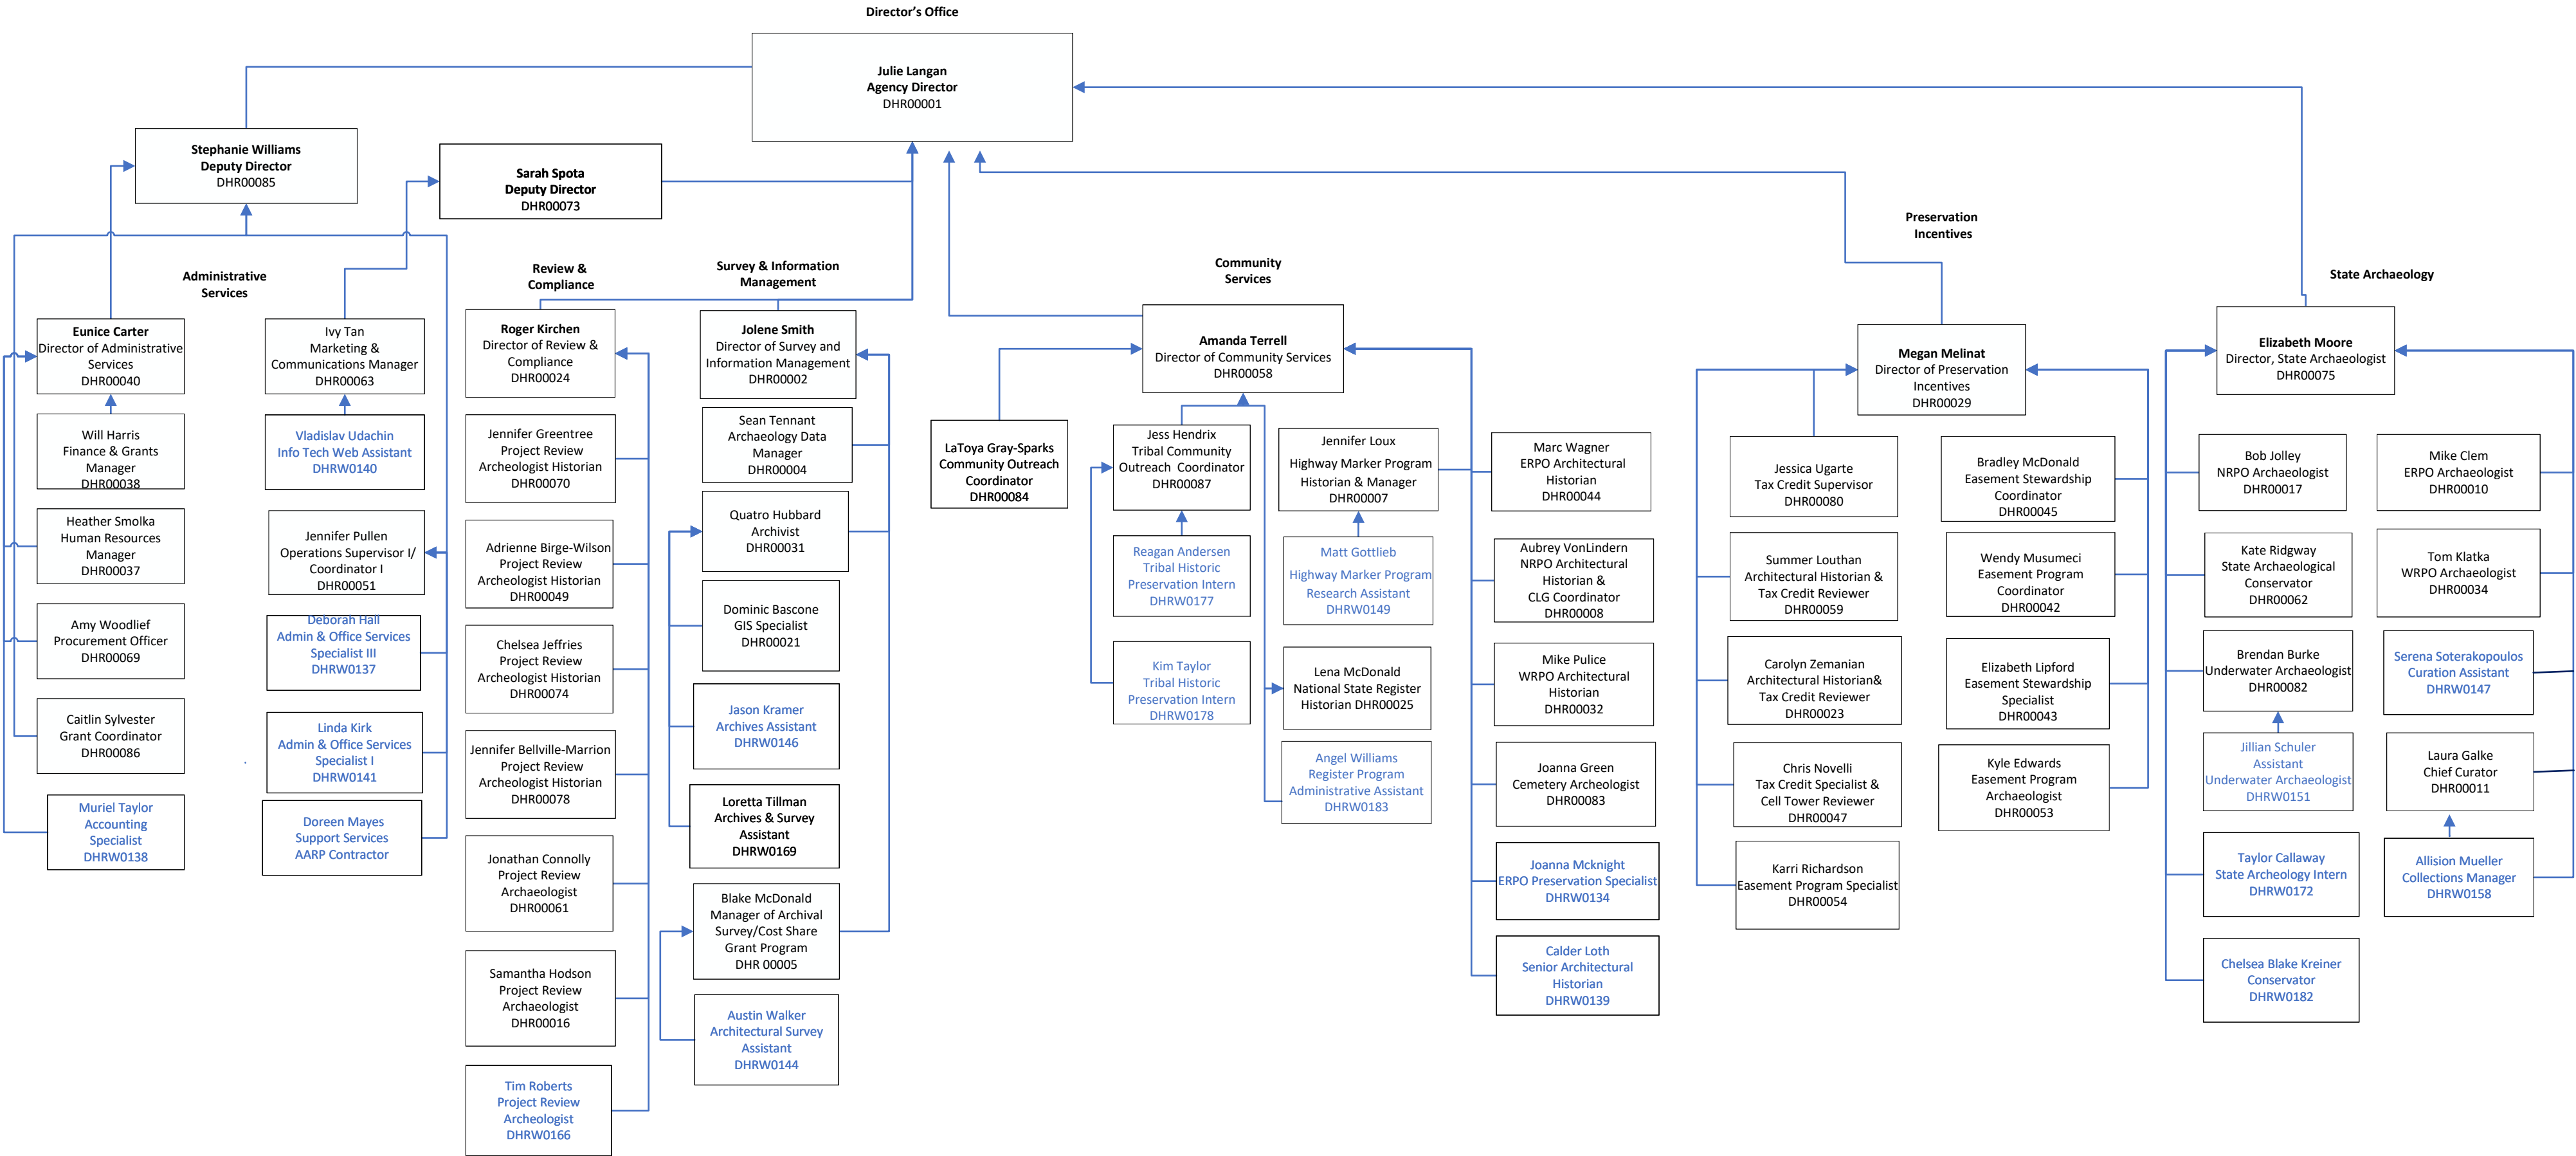 Director's Office
Julie Langan
Agency Director
DHR00001
Stephanie Williams
Deputy Director
DHR00085
Sarah Spota
Deputy Director
DHR00073
Administrative
Services
Eunice Carter
Director of Administrative
Services
DHR00040
Will Harris
Finance & Grants
Manager
DHR00038
Heather Smolka
Human Resources
Manager
DHR00037
Amy Woodlief
Procurement Officer
DHR00069
Caitlin Sylvester
Grant Coordinator
DHR00086
Muriel Taylor
Accounting
Specialist
DHRW0138
Ivy Tan
Marketing &
Communications Manager
DHR00063
Vladislav Udachin
Info Tech Web Assistant
DHRW0140
Jennifer Pullen
Operations Supervisor I/
Coordinator I
DHR00051
Deborah Hall
Admin & Office Services
Specialist III
DHRW0137
Linda Kirk
Admin & Office Services
Specialist I
DHRW0141
Doreen Mayes
Support Services
AARP Contractor
Review &
Compliance
Roger Kirchen
Director of Review &
Compliance
DHR00024
Jennifer Greentree
Project Review
Archeologist Historian
DHR00070
Adrienne Birge-Wilson
Project Review
Archeologist Historian
DHR00049
Chelsea Jeffries
Project Review
Archeologist Historian
DHR00074
Jennifer Bellville-Marrion
Project Review
Archeologist Historian
DHR00078
Jonathan Connolly
Project Review
Archaeologist
DHR00061
Samantha Hodson
Project Review
Archaeologist
DHR00016
Tim Roberts
Project Review
Archeologist
DHRW0166
Survey & Information
Management
Jolene Smith
Director of Survey and
Information Management
DHR00002
Sean Tennant
Archaeology Data
Manager
DHR00004
Quatro Hubbard
Archivist
DHR00031
Dominic Bascone
GIS Specialist
DHR00021
Jason Kramer
Archives Assistant
DHRW0146
Loretta Tillman
Archives & Survey
Assistant
DHRW0169
Blake McDonald
Manager of Archival
Survey/Cost Share
Grant Program
DHR 00005
Austin Walker
Architectural Survey
Assistant
DHRW0144
Community
Services
Amanda Terrell
Director of Community Services
DHR00058
LaToya Gray-Sparks
Community Outreach
Coordinator
DHR00084
Jess Hendrix
Tribal Community
Outreach Coordinator
DHR00087
Reagan Andersen
Tribal Historic
Preservation Intern
DHRW0177
Kim Taylor
Tribal Historic
Preservation Intern
DHRW0178
Jennifer Loux
Highway Marker Program
Historian & Manager
DHR00007
Matt Gottlieb
Highway Marker Program
Research Assistant
DHRW0149
Lena McDonald
National State Register
Historian DHR00025
Angel Williams
Register Program
Administrative Assistant
DHRW0183
Marc Wagner
ERPO Architectural
Historian
DHR00044
Aubrey VonLindern
NRPO Architectural
Historian &
CLG Coordinator
DHR00008
Mike Pulice
WRPO Architectural
Historian
DHR00032
Joanna Green
Cemetery Archeologist
DHR00083
Joanna Mcknight
ERPO Preservation Specialist
DHRW0134
Calder Loth
Senior Architectural
Historian
DHRW0139
Preservation
Incentives
Megan Melinat
Director of Preservation
Incentives
DHR00029
Jessica Ugarte
Tax Credit Supervisor
DHR00080
Summer Louthan
Architectural Historian &
Tax Credit Reviewer
DHR00059
Carolyn Zemanian
Architectural Historian&
Tax Credit Reviewer
DHR00023
Chris Novelli
Tax Credit Specialist &
Cell Tower Reviewer
DHR00047
Karri Richardson
Easement Program Specialist
DHR00054
Bradley McDonald
Easement Stewardship
Coordinator
DHR00045
Wendy Musumeci
Easement Program
Coordinator
DHR00042
Elizabeth Lipford
Easement Stewardship
Specialist
DHR00043
Kyle Edwards
Easement Program
Archaeologist
DHR00053
State Archaeology
Elizabeth Moore
Director, State Archaeologist
DHR00075
Bob Jolley
NRPO Archaeologist
DHR00017
Kate Ridgway
State Archaeological
Conservator
DHR00062
Brendan Burke
Underwater Archaeologist
DHR00082
Jillian Schuler
Assistant
Underwater Archaeologist
DHRW0151
Taylor Callaway
State Archeology Intern
DHRW0172
Chelsea Blake Kreiner
Conservator
DHRW0182
Mike Clem
ERPO Archaeologist
DHR00010
Tom Klatka
WRPO Archaeologist
DHR00034
Serena Soterakopoulos
Curation Assistant
DHRW0147
Laura Galke
Chief Curator
DHR00011
Allision Mueller
Collections Manager
DHRW0158